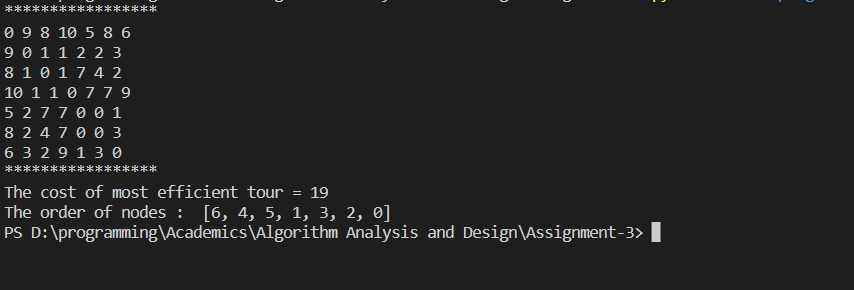 *****************
0 9 8 10 5 8 6
9 0 1 1 2 2 3
8 1 0 1 7 4 2
10 1 1 0 7 7 9
5 2 7 7 0 0 1
8 2 4 7 0 0 3
6 3 2 9 1 3 0
*****************
The cost of most efficient tour = 19
The order of nodes :  [6, 4, 5, 1, 3, 2, 0]
PS D:\programming\Academics\Algorithm Analysis and Design\Assignment-3>